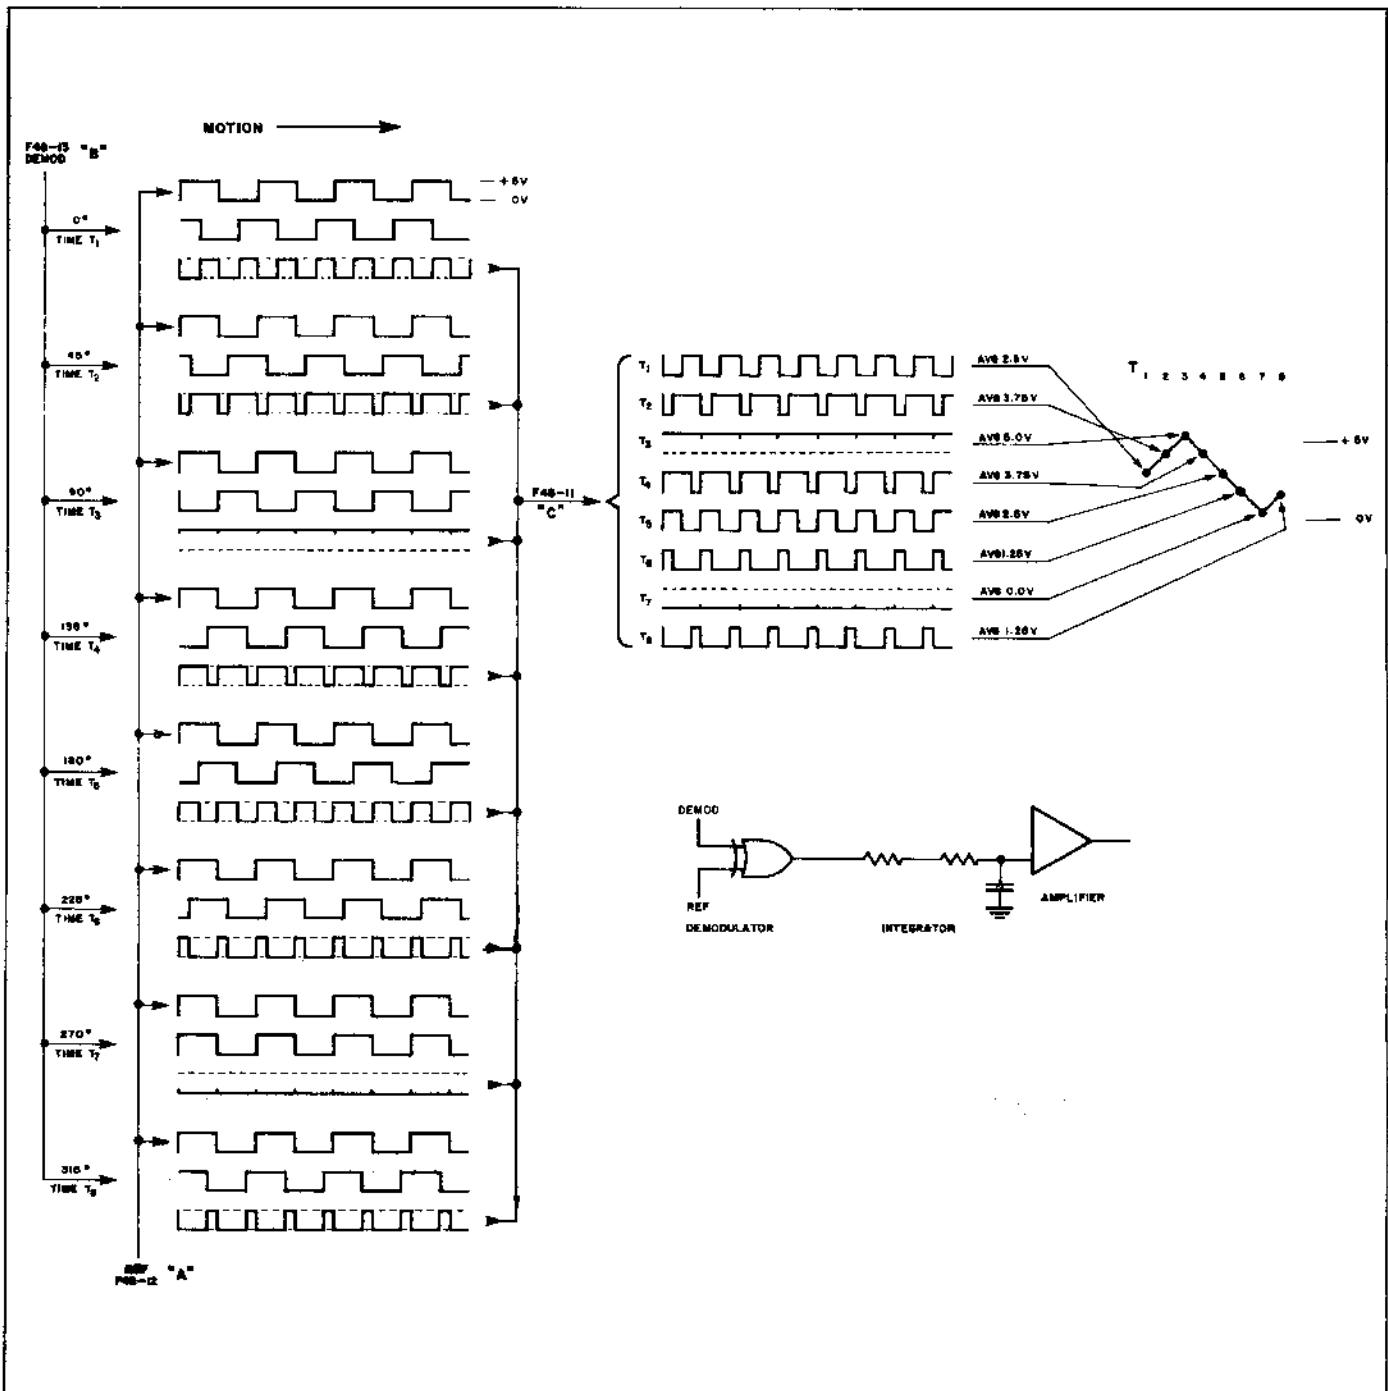 MOTION
F48-13 "B"
DEMOD
+5V
0V
0°
TIME T1
45°
TIME T2
90°
TIME T3
135°
TIME T4
180°
TIME T5
225°
TIME T6
270°
TIME T7
315°
TIME T8
F48-12 "A"
F48-11
"C"
T1 AVG 2.5V
T2 AVG 3.75V
T3 AVG 5.0V
T4 AVG 3.75V
T5 AVG 2.5V
T6 AVG 1.25V
T7 AVG 0.0V
T8 AVG 1.25V
T 1 2 3 4 5 6 7 8
+5V
0V
DEMOD
REF
DEMODULATOR
INTEGRATOR
AMPLIFIER